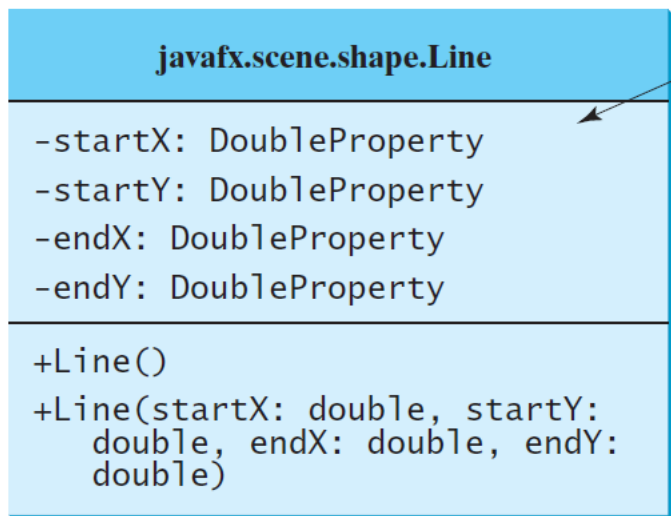 javafx.scene.shape.Line
-startX: DoubleProperty
-startY: DoubleProperty
-endX: DoubleProperty
-endY: DoubleProperty
+Line()
+Line(startX: double, startY:
double, endX: double, endY:
double)